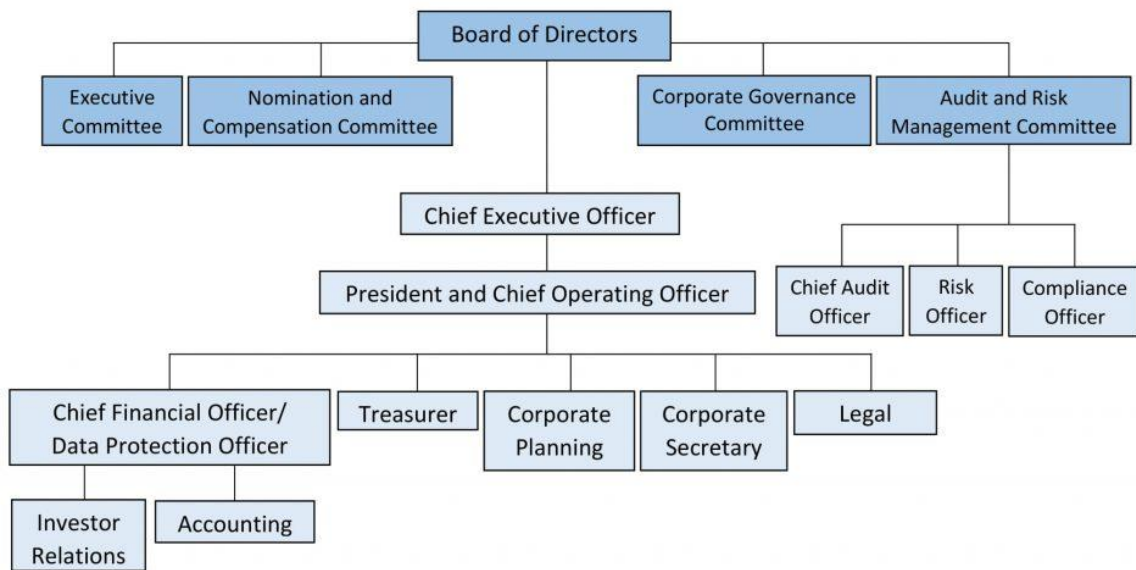 Board of Directors
Executive
Committee
Nomination and
Compensation Committee
Corporate Governance
Committee
Audit and Risk
Management Committee
Chief Executive Officer
President and Chief Operating Officer
Chief Audit
Officer
Risk
Officer
Compliance
Officer
Chief Financial Officer/
Data Protection Officer
Treasurer
Corporate
Planning
Corporate
Secretary
Legal
Investor
Relations
Accounting